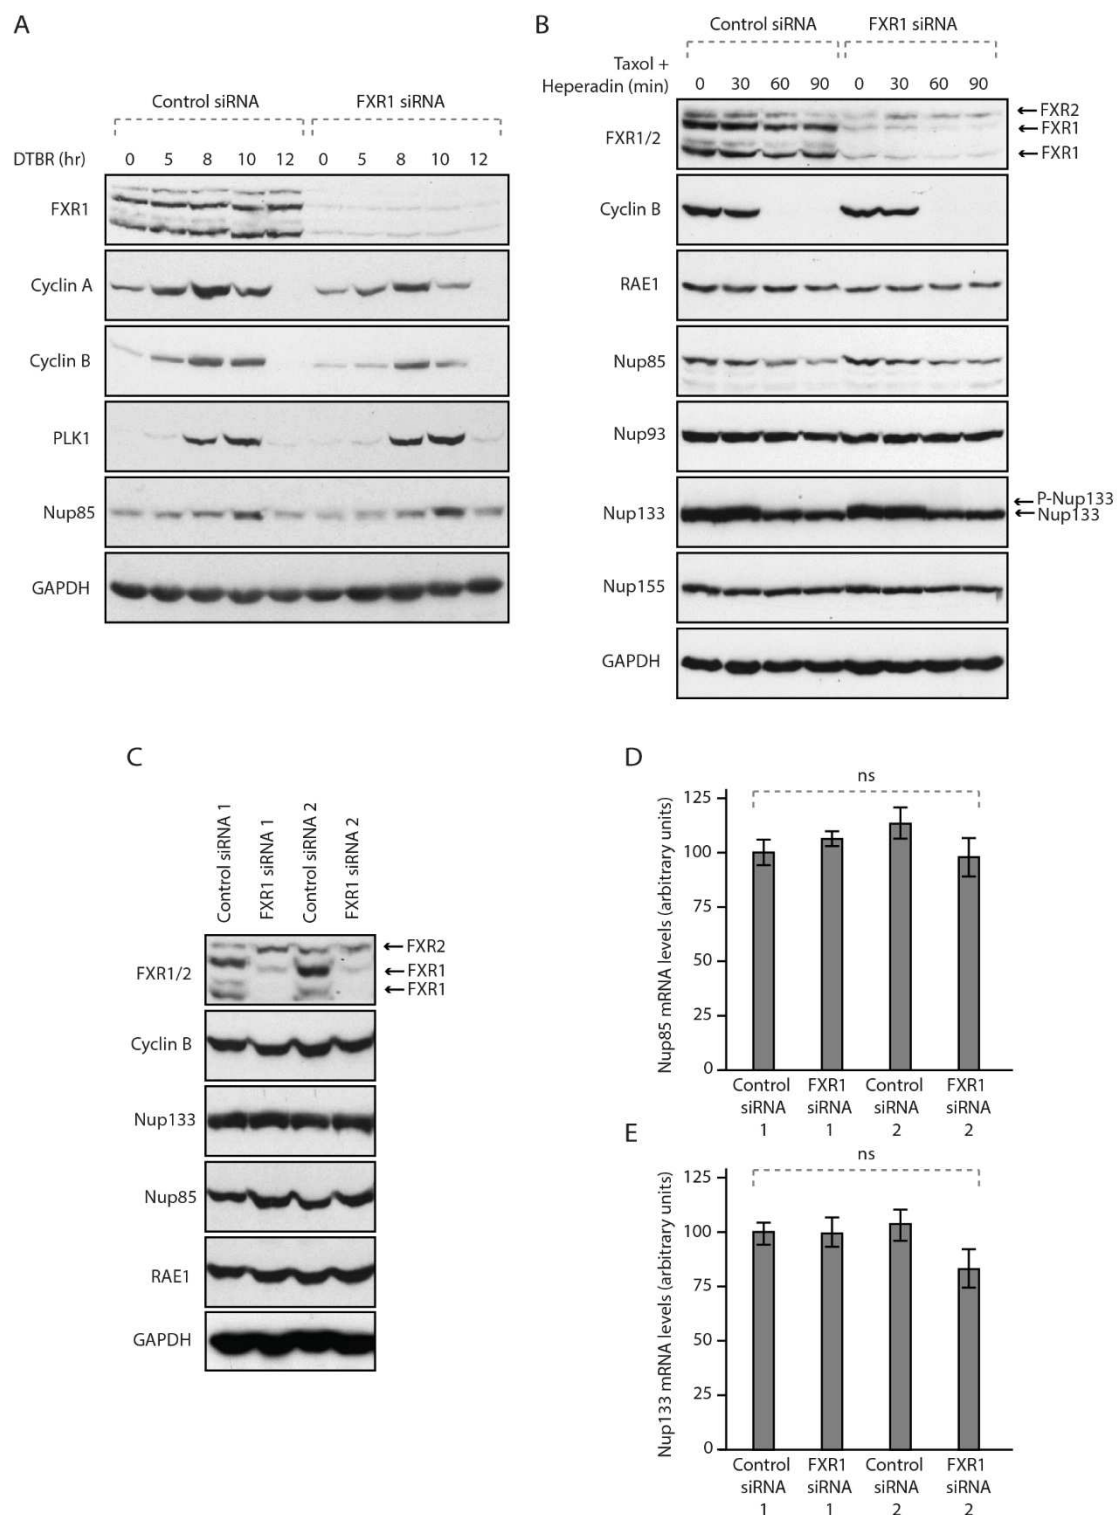 A
Control siRNA FXR1 siRNA
DTBR (hr) 0 5 8 10 12 0 5 8 10 12
FXR1
Cyclin A
Cyclin B
PLK1
Nup85
GAPDH
B
Control siRNA FXR1 siRNA
Taxol +
Heperadin (min) 0 30 60 90 0 30 60 90
FXR1/2
←FXR2
←FXR1
←FXR1
Cyclin B
RAE1
Nup85
Nup93
Nup133
←P-Nup133
←Nup133
Nup155
GAPDH
C
Control siRNA 1
FXR1 siRNA 1
Control siRNA 2
FXR1 siRNA 2
FXR1/2
←FXR2
←FXR1
←FXR1
Cyclin B
Nup133
Nup85
RAE1
GAPDH
D
ns
Nup85 mRNA levels (arbitrary units)
125
100
75
50
25
0
Control FXR1 Control FXR1
siRNA siRNA siRNA siRNA
1 1 2 2
E
ns
Nup133 mRNA levels (arbitrary units)
125
100
75
50
25
0
Control FXR1 Control FXR1
siRNA siRNA siRNA siRNA
1 1 2 2